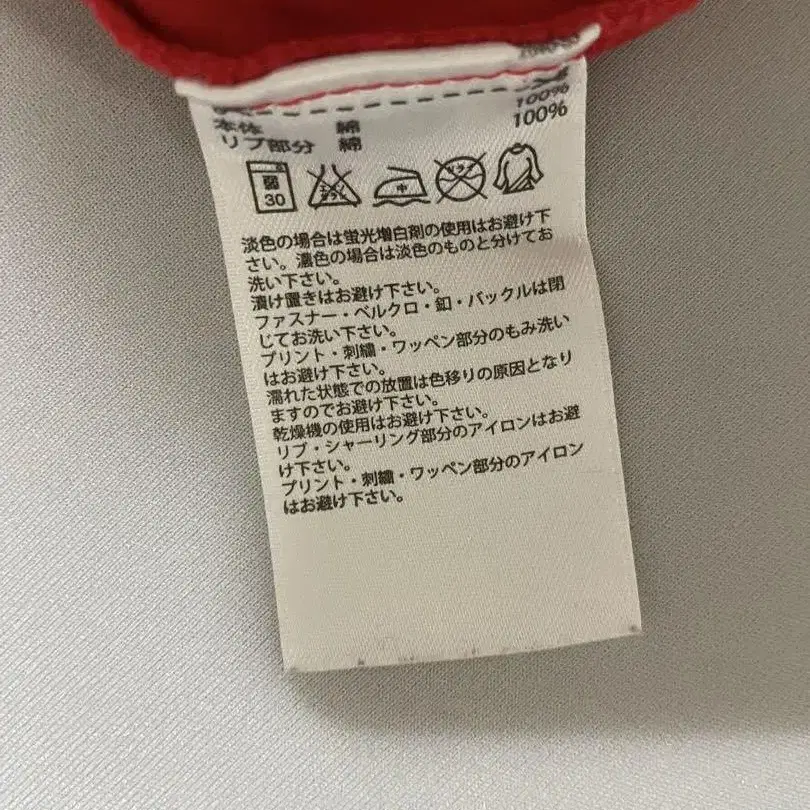 100%
本体 綿 100%
リブ部分 綿
30
中
淡色の場合は蛍光増白剤の使用はお避け下
さい。濃色の場合は淡色のものと分けてお
洗い下さい。
漬け置きはお避け下さい。
ファスナー・ベルクロ・釦・バックルは閉
じてお洗い下さい。
プリント・刺繍・ワッペン部分のもみ洗い
はお避け下さい。
濡れた状態での放置は色移りの原因となり
ますのでお避け下さい。
乾燥機の使用はお避け下さい。
リブ・シャーリング部分のアイロンはお避
け下さい。
プリント・刺繍・ワッペン部分のアイロン
はお避け下さい。